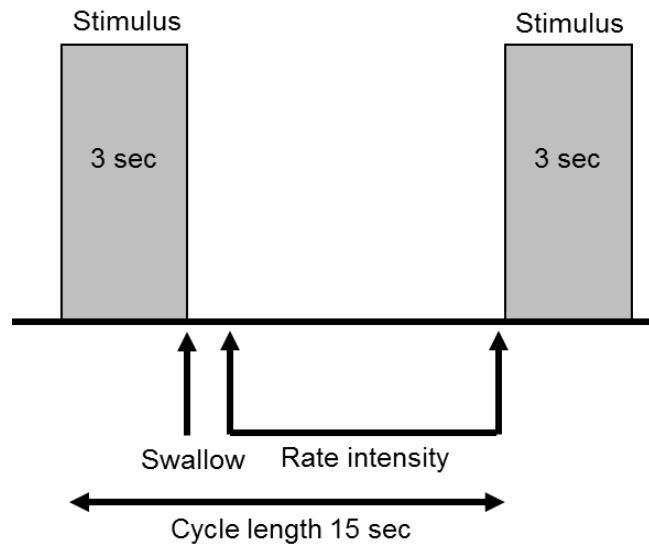 Stimulus
Stimulus
3 sec
3 sec
Swallow
Rate intensity
Cycle length 15 sec